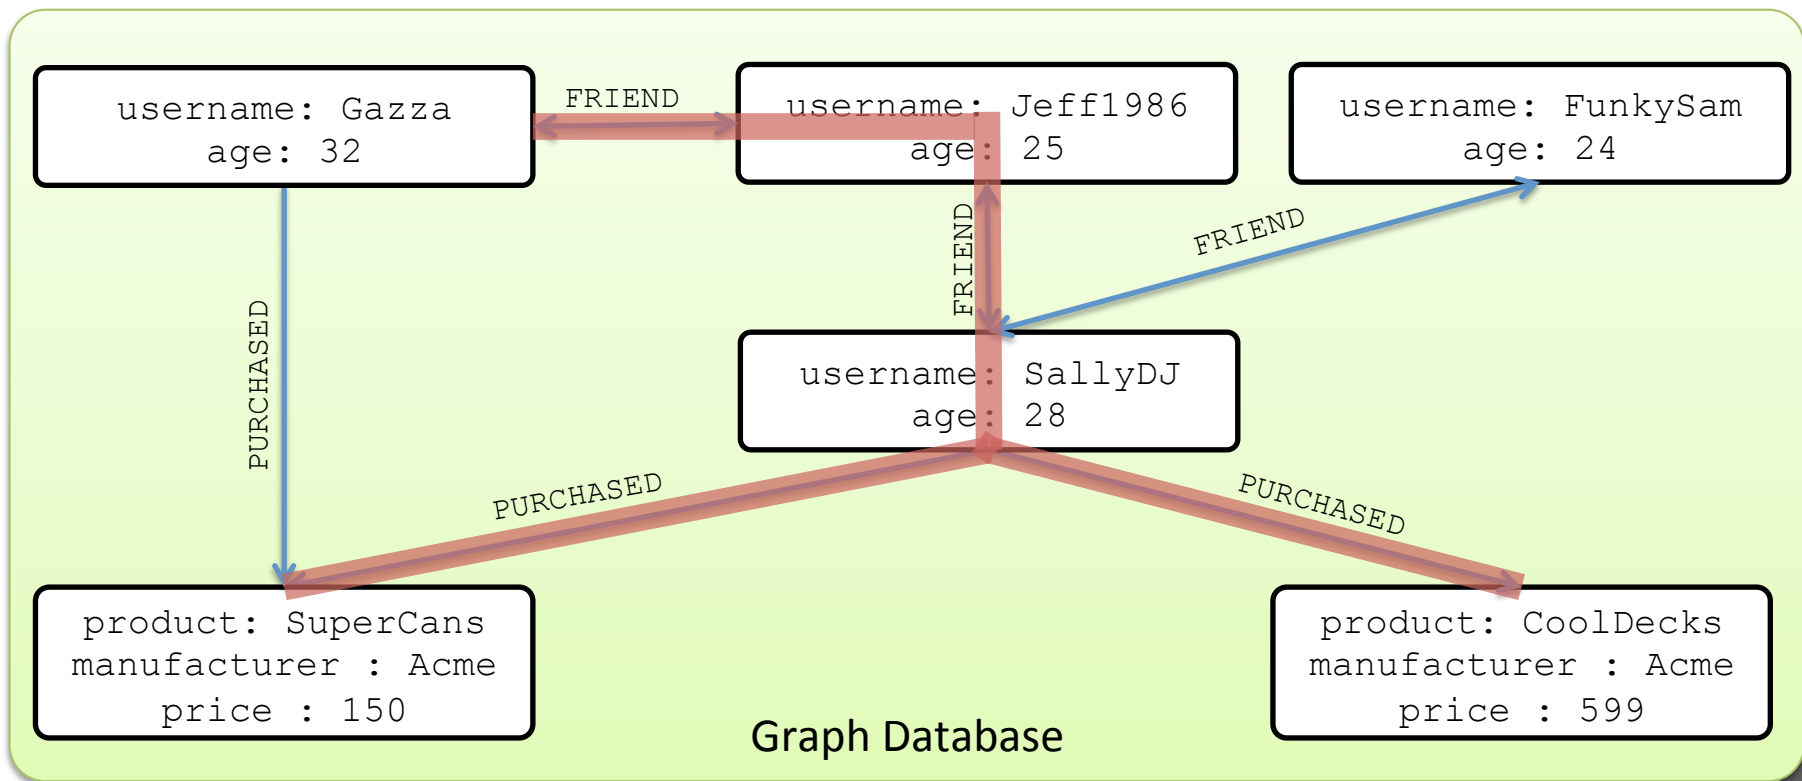 username: Gazza
age: 32
FRIEND
username: Jeff1986
age: 25
username: FunkySam
age: 24
FRIEND
FRIEND
PURCHASED
username: SallyDJ
age: 28
PURCHASED
PURCHASED
product: SuperCans
manufacturer : Acme
price : 150
product: CoolDecks
manufacturer : Acme
price : 599
Graph Database